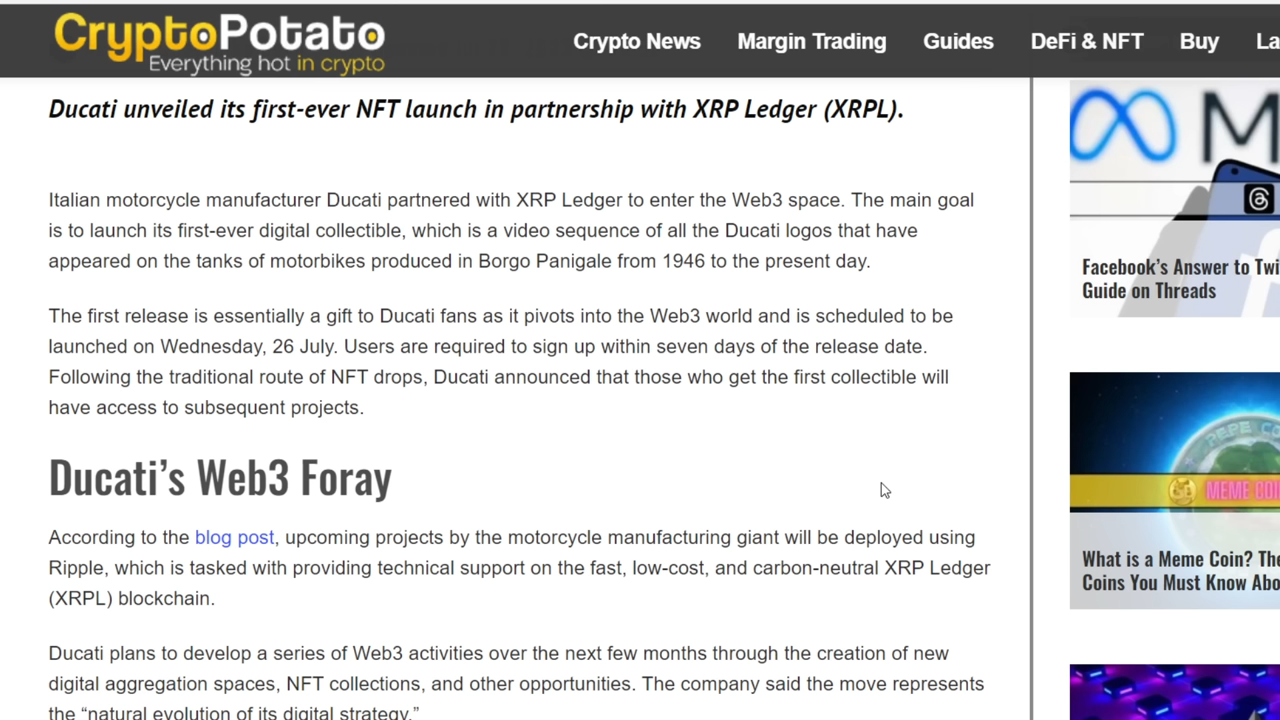 CryptoPotato
Everything hot in crypto
Crypto News Margin Trading Guides DeFi & NFT Buy
Ducati unveiled its first-ever NFT launch in partnership with XRP Ledger (XRPL).
Italian motorcycle manufacturer Ducati partnered with XRP Ledger to enter the Web3 space. The main goal
is to launch its first-ever digital collectible, which is a video sequence of all the Ducati logos that have
appeared on the tanks of motorbikes produced in Borgo Panigale from 1946 to the present day.
The first release is essentially a gift to Ducati fans as it pivots into the Web3 world and is scheduled to be
launched on Wednesday, 26 July. Users are required to sign up within seven days of the release date.
Following the traditional route of NFT drops, Ducati announced that those who get the first collectible will
have access to subsequent projects.
Ducati’s Web3 Foray
According to the blog post, upcoming projects by the motorcycle manufacturing giant will be deployed using
Ripple, which is tasked with providing technical support on the fast, low-cost, and carbon-neutral XRP Ledger
(XRPL) blockchain.
Ducati plans to develop a series of Web3 activities over the next few months through the creation of new
digital aggregation spaces, NFT collections, and other opportunities. The company said the move represents
the “natural evolution of its digital strategy.”
Facebook’s Answer to
Guide on Threads
PEPE
MEME
What is a Meme Coin?
Coins You Must Know